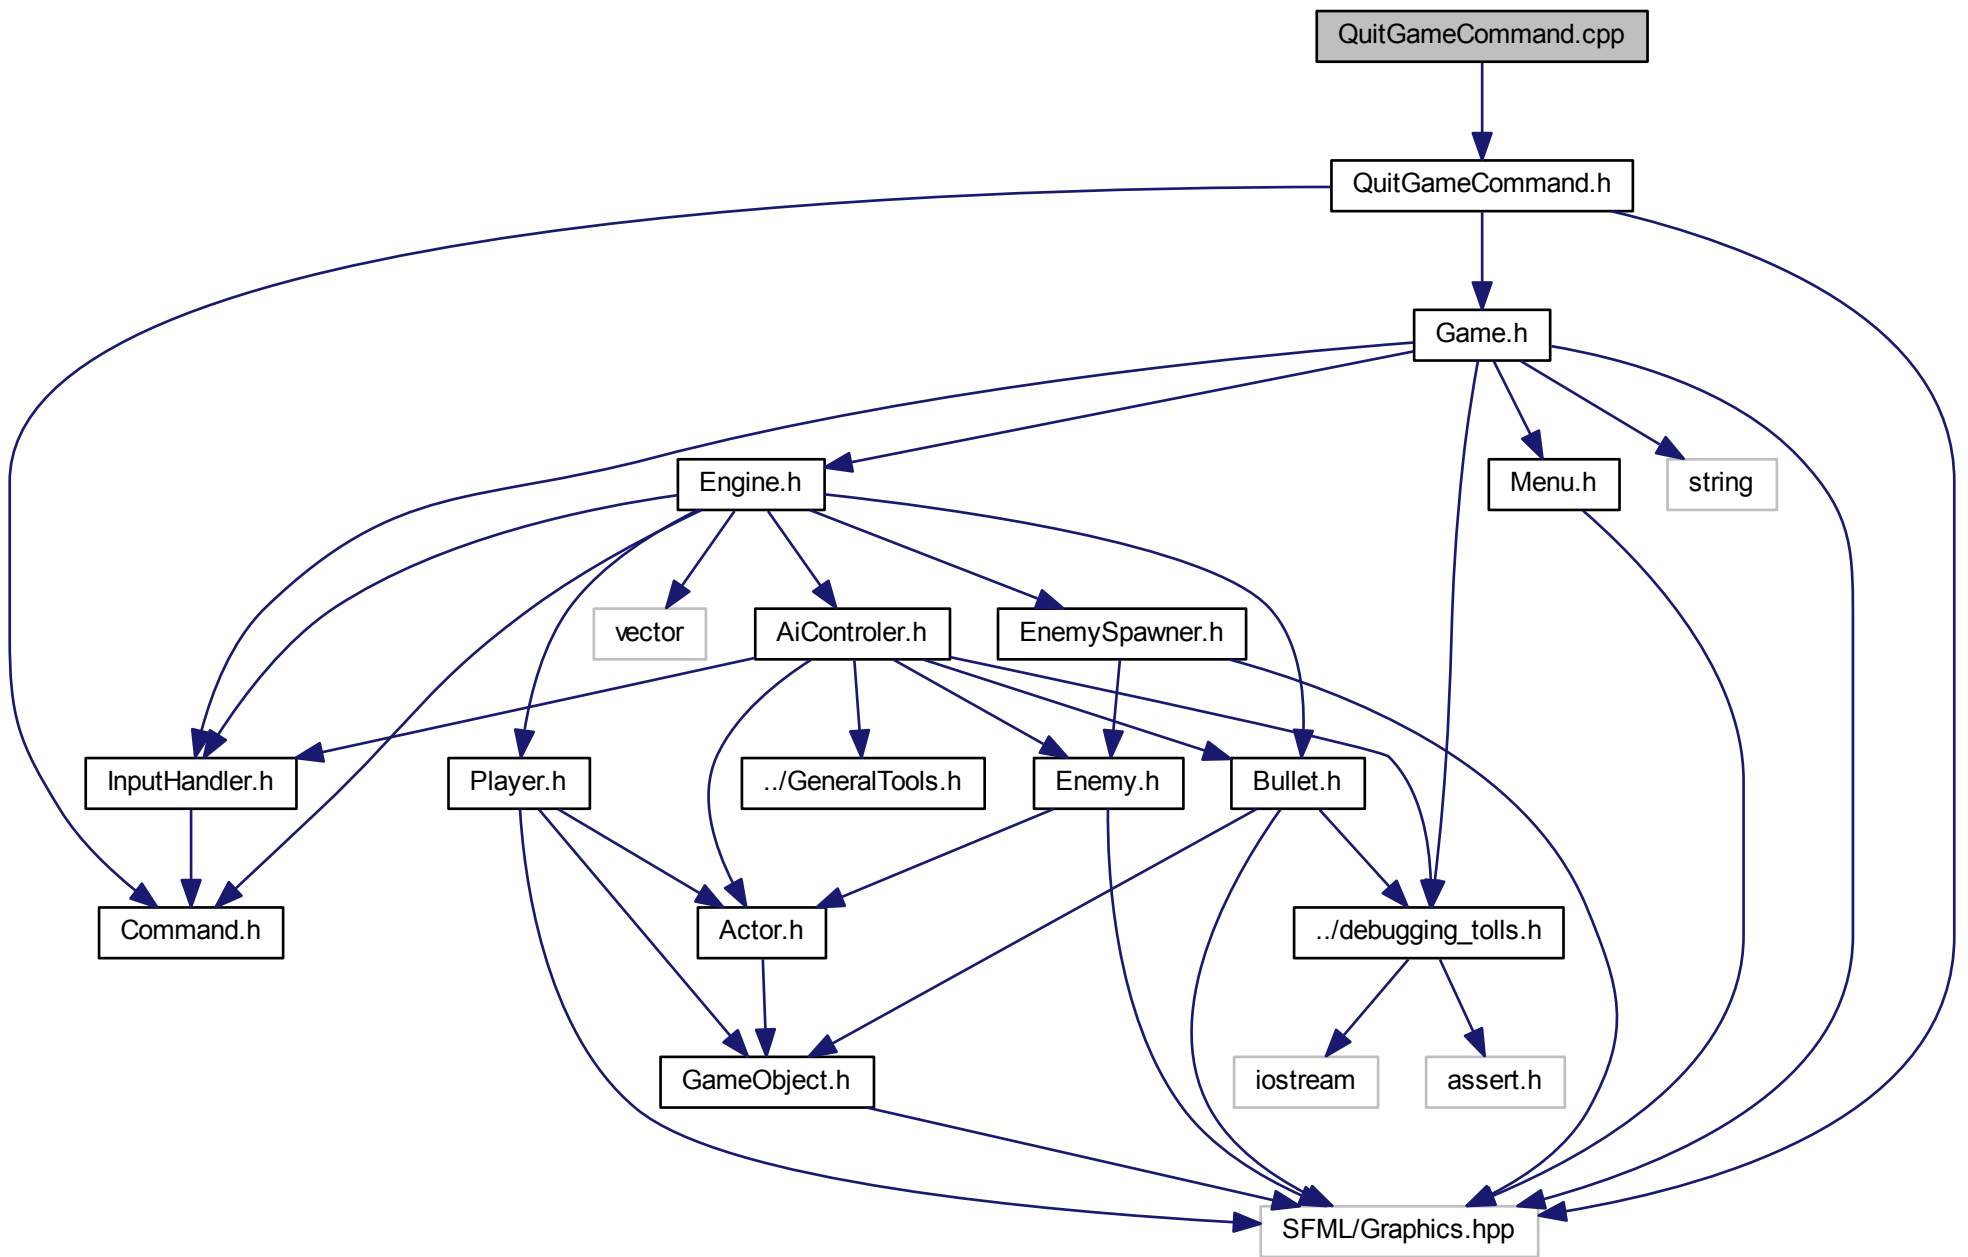 QuitGameCommand.cpp
QuitGameCommand.h
Game.h
Engine.h
Menu.h
string
vector
AiControler.h
EnemySpawner.h
InputHandler.h
Player.h
../GeneralTools.h
Enemy.h
Bullet.h
Command.h
Actor.h
../debugging_tolls.h
GameObject.h
iostream
assert.h
SFML/Graphics.hpp